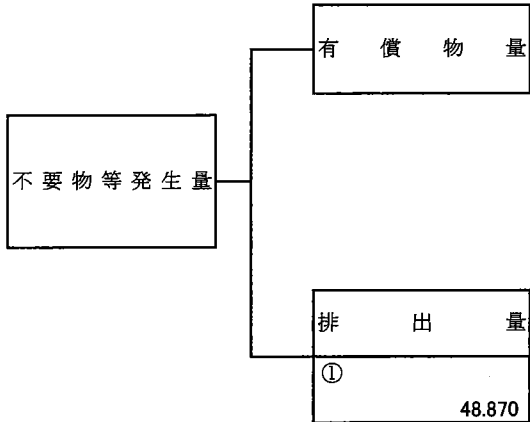 有償物量
不要物等発生量
排出量
①
48.870